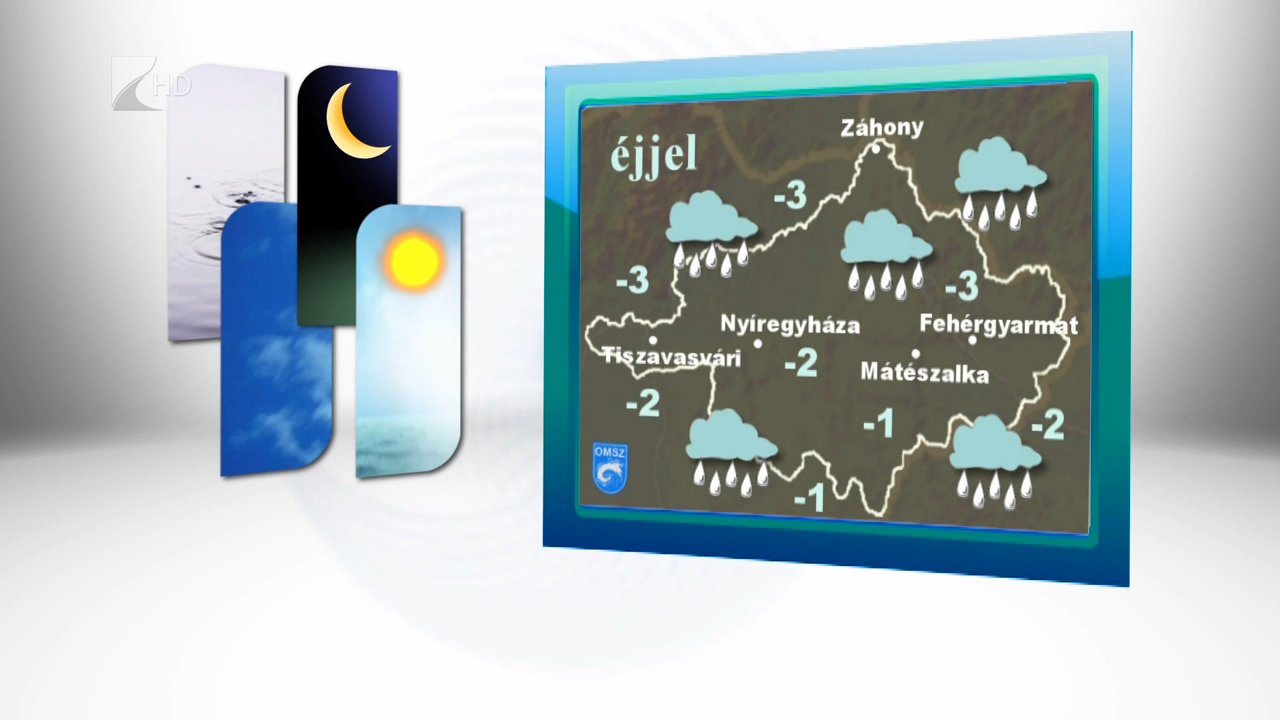 HD
éjjel
Záhony
-3
-3
-3
Nyíregyháza
Fehérgyarmat
Tiszavasvári
-2
Mátészalka
-2
-1
-2
OMSZ
-1